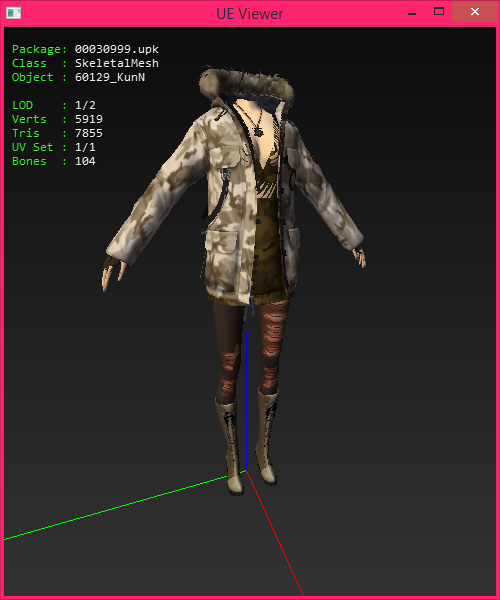 UE Viewer
Package: 00030999.upk
Class : SkeletalMesh
Object : 60129_KunN
LOD : 1/2
Verts : 5919
Tris : 7855
UV Set : 1/1
Bones : 104